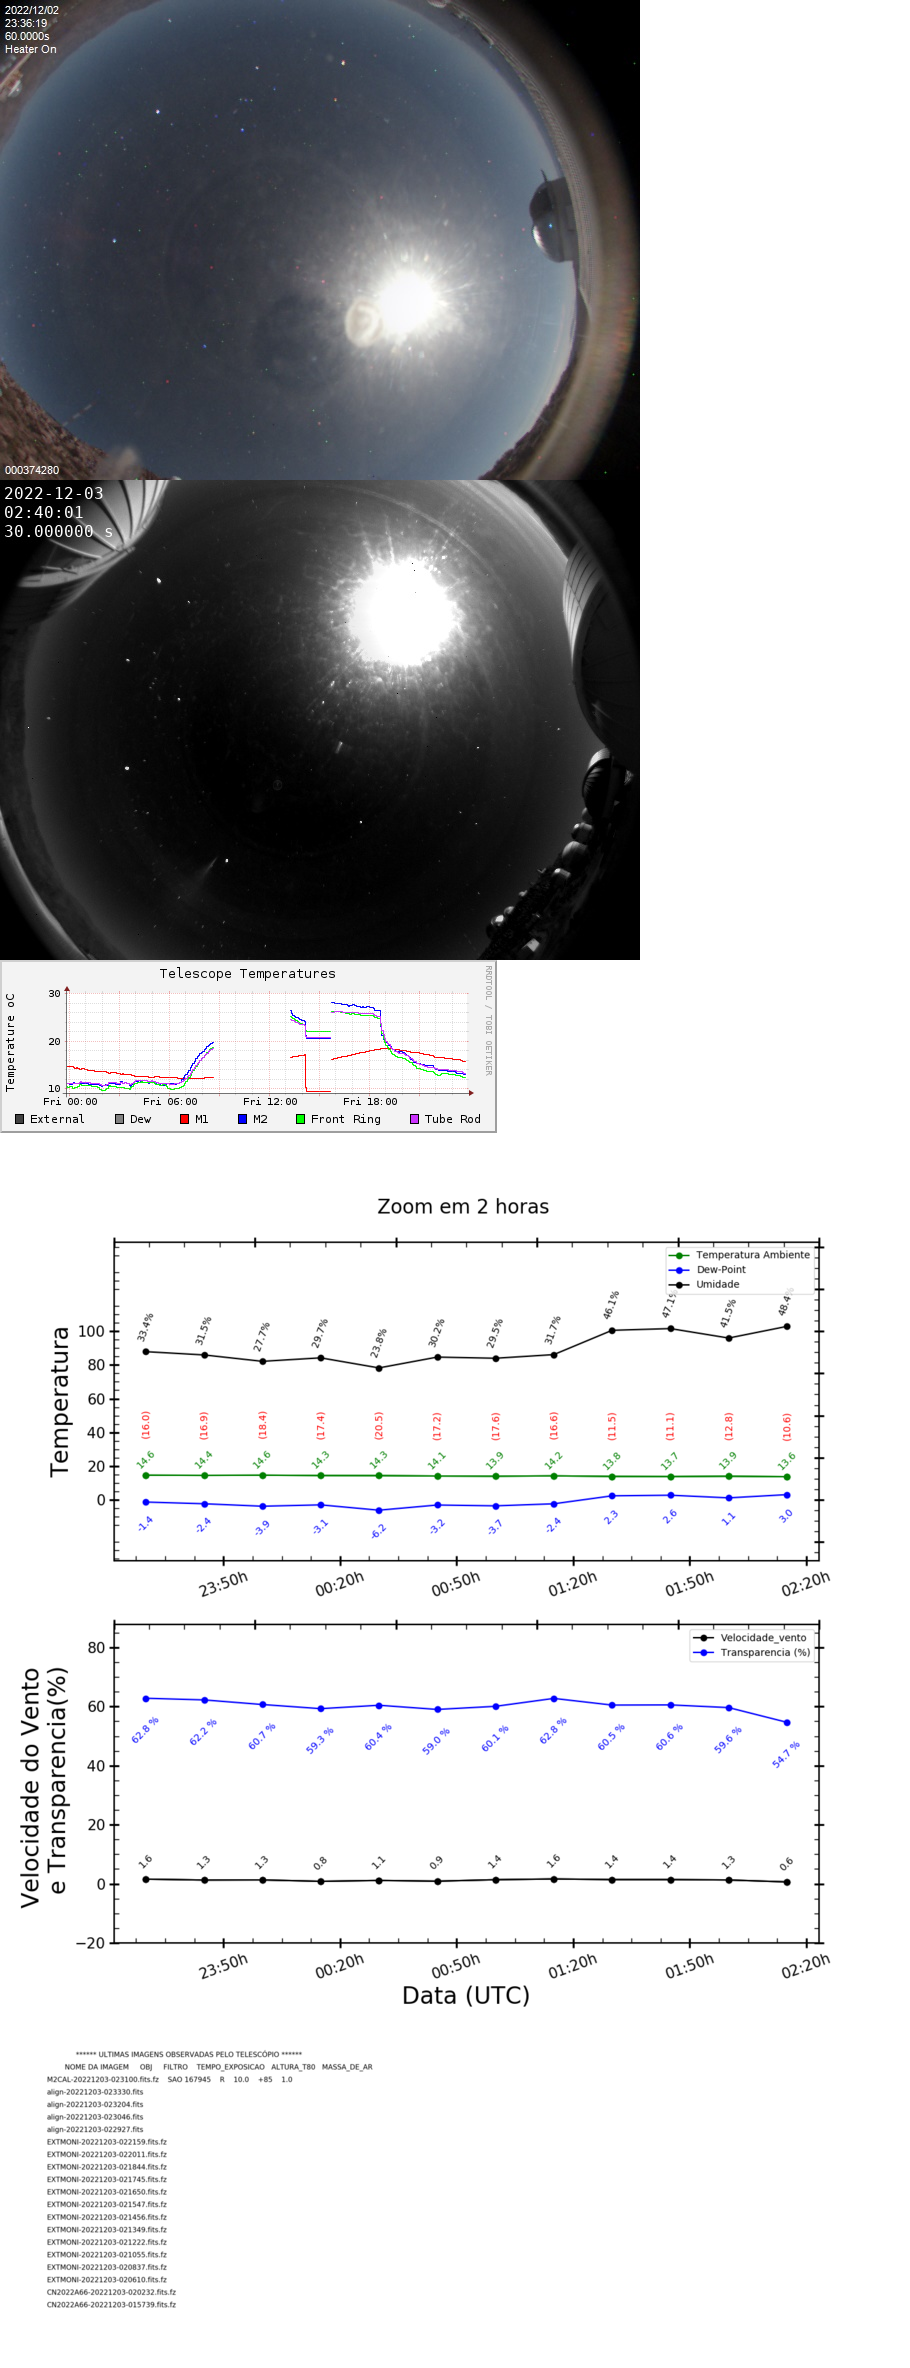 2022/12/02
23:36:19
60.0000s
Heater On
000374280
2022-12-03
02:40:01
30.000000 s
Telescope Temperatures
RRDTOOL / TOBI OETIKER
Temperature oC
30
20
10
Fri 00:00 Fri 06:00 Fri 12:00 Fri 18:00
External Dew M1 M2 Front Ring Tube Rod
Zoom em 2 horas
Temperatura Ambiente
Dew-Point
Umidade
Temperatura
100
80
60
40
20
0
33.4% 31.5% 27.7% 29.7% 23.8% 30.2% 29.5% 31.7% 46.1% 47.1% 41.5% 48.4%
(16.0) (16.9) (18.4) (17.4) (20.5) (17.2) (17.6) (16.6) (11.5) (11.1) (12.8) (10.6)
14.6 14.4 14.6 14.3 14.3 14.1 13.9 14.2 13.8 13.7 13.9 13.6
-1.4 -2.4 -3.9 -3.1 -6.2 -3.2 -3.7 -2.4 2.3 2.6 1.1 3.0
23:50h 00:20h 00:50h 01:20h 01:50h 02:20h
Velocidade_vento
Transparencia (%)
Velocidade do Vento
e Transparencia(%)
80
60
40
20
0
−20
62.8 % 62.2 % 60.7 % 59.3 % 60.4 % 59.0 % 60.1 % 62.8 % 60.5 % 60.6 % 59.6 % 54.7 %
1.6 1.3 1.3 0.8 1.1 0.9 1.4 1.6 1.4 1.4 1.3 0.6
23:50h 00:20h 00:50h 01:20h 01:50h 02:20h
Data (UTC)
****** ULTIMAS IMAGENS OBSERVADAS PELO TELESCÓPIO ******
NOME DA IMAGEM OBJ FILTRO TEMPO_EXPOSICAO ALTURA_T80 MASSA_DE_AR
M2CAL-20221203-023100.fits.fz SAO 167945 R 10.0 +85 1.0
align-20221203-023330.fits
align-20221203-023204.fits
align-20221203-023046.fits
align-20221203-022927.fits
EXTMONI-20221203-022159.fits.fz
EXTMONI-20221203-022011.fits.fz
EXTMONI-20221203-021844.fits.fz
EXTMONI-20221203-021745.fits.fz
EXTMONI-20221203-021650.fits.fz
EXTMONI-20221203-021547.fits.fz
EXTMONI-20221203-021456.fits.fz
EXTMONI-20221203-021349.fits.fz
EXTMONI-20221203-021222.fits.fz
EXTMONI-20221203-021055.fits.fz
EXTMONI-20221203-020837.fits.fz
EXTMONI-20221203-020610.fits.fz
CN2022A66-20221203-020232.fits.fz
CN2022A66-20221203-015739.fits.fz